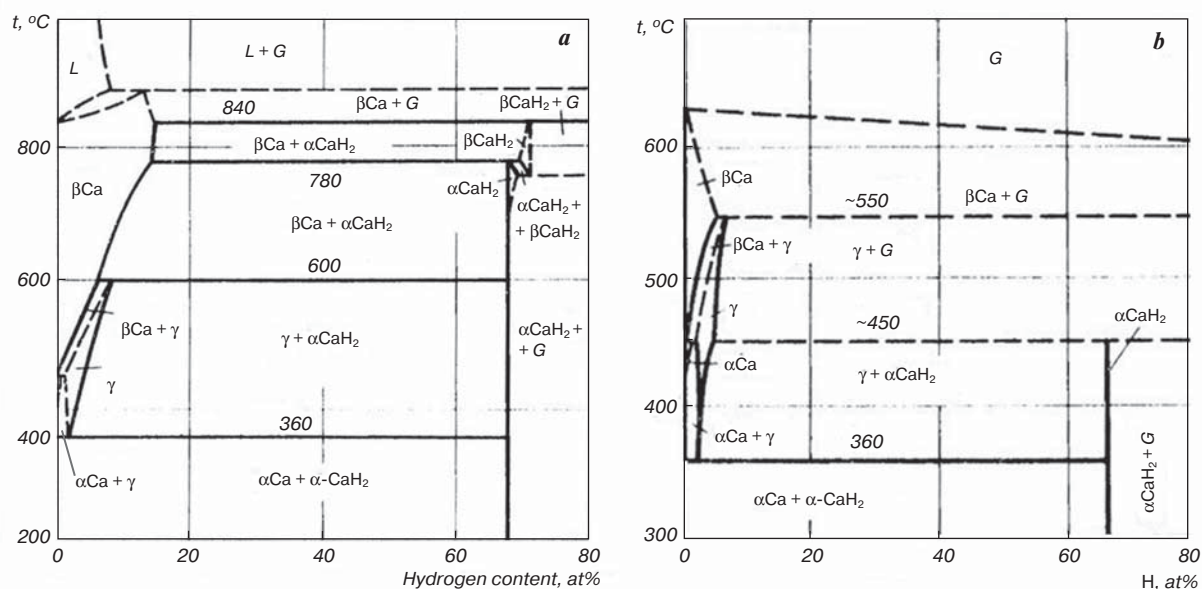 t, °C
a
L
L + G
840
βCa + G
βCaH₂ + G
800
βCa + αCaH₂
βCaH₂
780
αCaH₂
βCa
βCa + αCaH₂
αCaH₂ +
+ βCaH₂
600
600
βCa + γ
γ + αCaH₂
αCaH₂ +
+ G
γ
400
360
αCa + γ
αCa + α-CaH₂
200
0
20
40
60
80
Hydrogen content, at%
t, °C
b
G
600
βCa
~550
βCa + G
βCa + γ
γ + G
500
γ
~450
αCaH₂
αCa
γ + αCaH₂
400
αCa + γ
360
αCaH₂ + G
αCa + α-CaH₂
300
0
20
40
60
80
H, at%